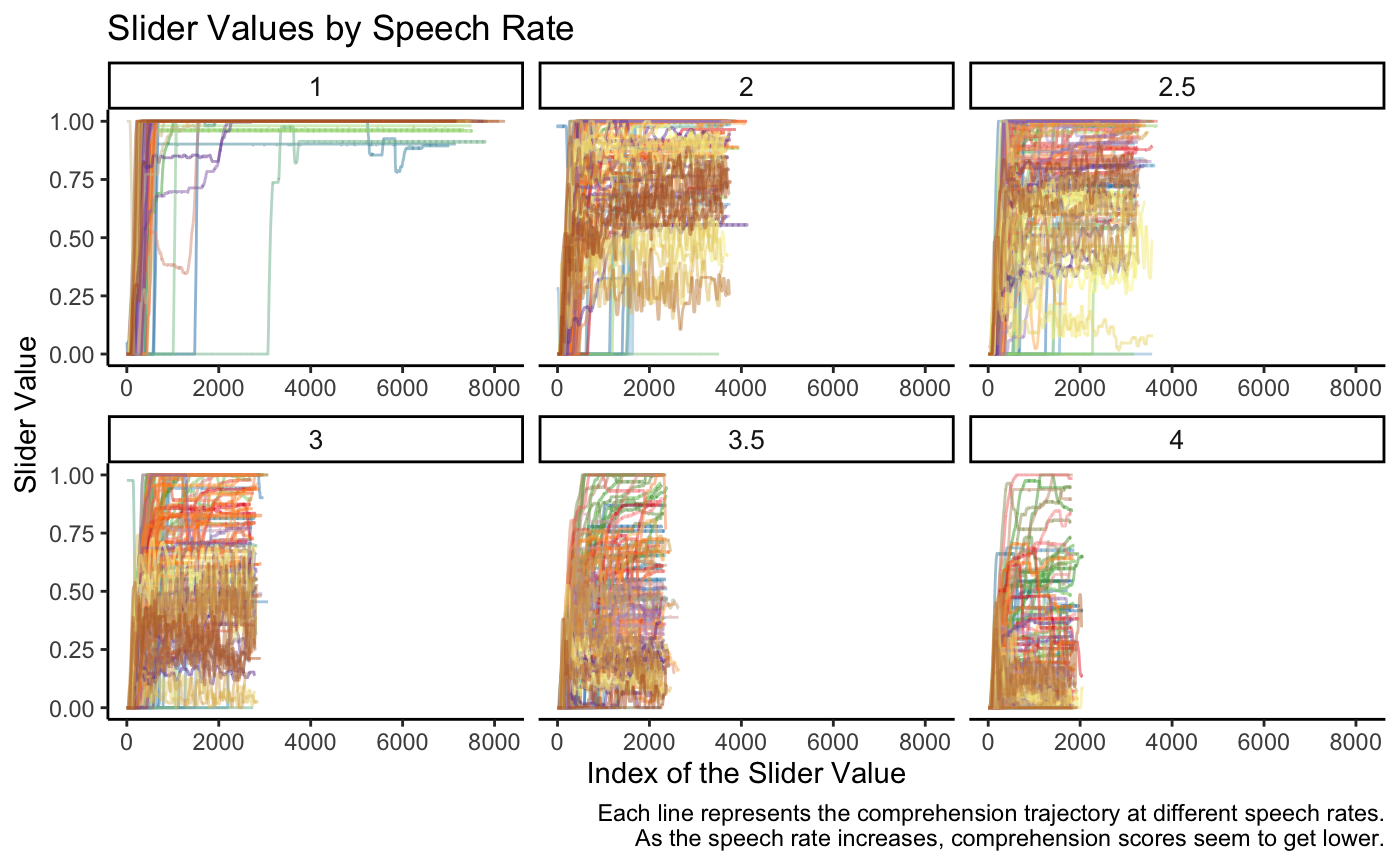 Slider Values by Speech Rate
1 2 2.5
1.00
0.75
0.50
0.25
0.00
0 2000 4000 6000 8000 0 2000 4000 6000 8000 0 2000 4000 6000 8000
3 3.5 4
1.00
0.75
0.50
0.25
0.00
0 2000 4000 6000 8000 0 2000 4000 6000 8000 0 2000 4000 6000 8000
Slider Value
Index of the Slider Value
Each line represents the comprehension trajectory at different speech rates.
As the speech rate increases, comprehension scores seem to get lower.